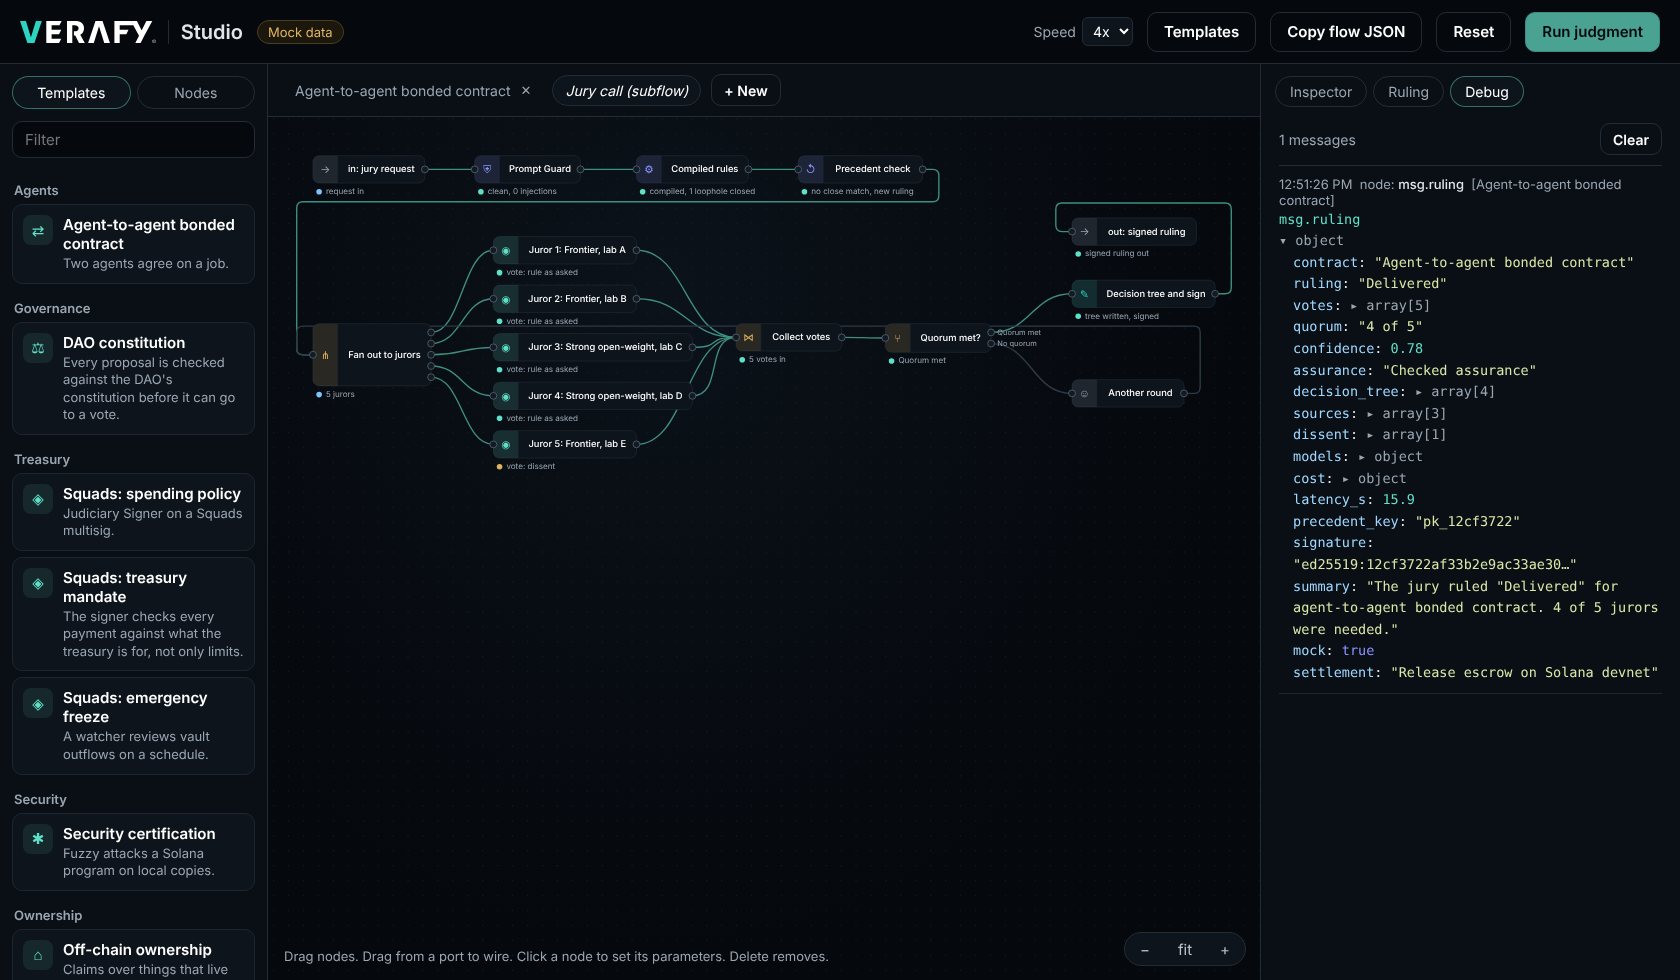 VERAFY
Studio
Mock data
Speed
4x
Templates
Copy flow JSON
Reset
Run judgment
Templates
Nodes
Filter
Agents
Agent-to-agent bonded
contract
Two agents agree on a job.
Governance
DAO constitution
Every proposal is checked
against the DAO's
constitution before it can go
to a vote.
Treasury
Squads: spending policy
Judiciary Signer on a Squads
multisig.
Squads: treasury
mandate
The signer checks every
payment against what the
treasury is for, not only limits.
Squads: emergency
freeze
A watcher reviews vault
outflows on a schedule.
Security
Security certification
Fuzzy attacks a Solana
program on local copies.
Ownership
Off-chain ownership
Claims over things that live
Agent-to-agent bonded contract ×
Jury call (subflow)
+ New
in: jury request
request in
Prompt Guard
clean, 0 injections
Compiled rules
compiled, 1 loophole closed
Precedent check
no close match, new ruling
Fan out to jurors
5 jurors
Juror 1: Frontier, lab A
vote: rule as asked
Juror 2: Frontier, lab B
vote: rule as asked
Juror 3: Strong open-weight, lab C
vote: rule as asked
Juror 4: Strong open-weight, lab D
vote: rule as asked
Juror 5: Frontier, lab E
vote: dissent
Collect votes
5 votes in
Quorum met?
Quorum met
Quorum met
No quorum
out: signed ruling
signed ruling out
Decision tree and sign
tree written, signed
Another round
Drag nodes. Drag from a port to wire. Click a node to set its parameters. Delete removes.
− fit +
Inspector
Ruling
Debug
1 messages
Clear
12:51:26 PM node: msg.ruling [Agent-to-agent bonded
contract]
msg.ruling
▾ object
contract: "Agent-to-agent bonded contract"
ruling: "Delivered"
votes: ▸ array[5]
quorum: "4 of 5"
confidence: 0.78
assurance: "Checked assurance"
decision_tree: ▸ array[4]
sources: ▸ array[3]
dissent: ▸ array[1]
models: ▸ object
cost: ▸ object
latency_s: 15.9
precedent_key: "pk_12cf3722"
signature:
"ed25519:12cf3722af33b2e9ac33ae30…"
summary: "The jury ruled "Delivered" for
agent-to-agent bonded contract. 4 of 5 jurors
were needed."
mock: true
settlement: "Release escrow on Solana devnet"